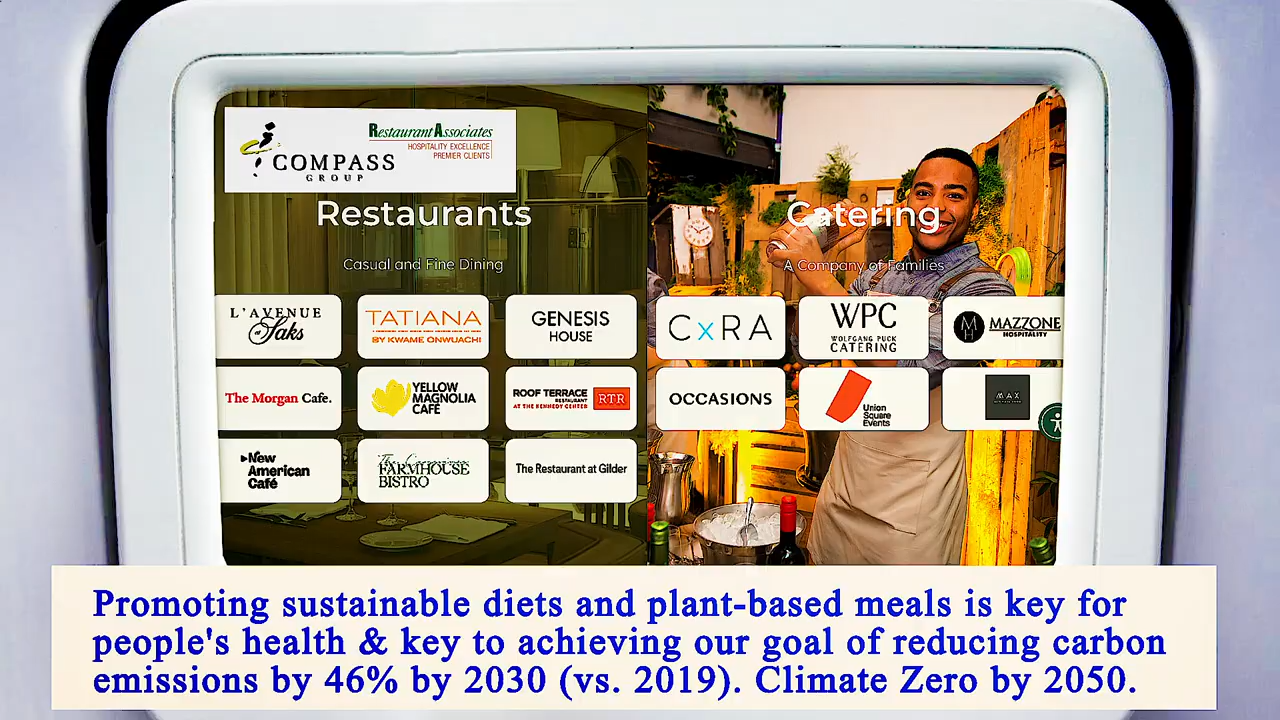 COMPASS
GROUP
RESTAURANT ASSOCIATES
HOSPITALITY EXCELLENCE
PREMIER CLIENTS
Restaurants
Casual and Fine Dining
L'AVENUE
Saks
TATIANA
BY KWAME ONWUACHI
GENESIS
HOUSE
The Morgan Cafe.
YELLOW
MAGNOLIA
CAFÉ
ROOF TERRACE
RESTAURANT
AT THE KENNEDY CENTER
RTR
New
American
Café
FARMHOUSE
BISTRO
The Restaurant at Gilder
Catering
A Company of Families
CxRA
WPC
WOLFGANG PUCK
CATERING
MH
MAZZONE
HOSPITALITY
OCCASIONS
Union
Square
Events
MAX
Promoting sustainable diets and plant-based meals is key for
people's health & key to achieving our goal of reducing carbon
emissions by 46% by 2030 (vs. 2019). Climate Zero by 2050.